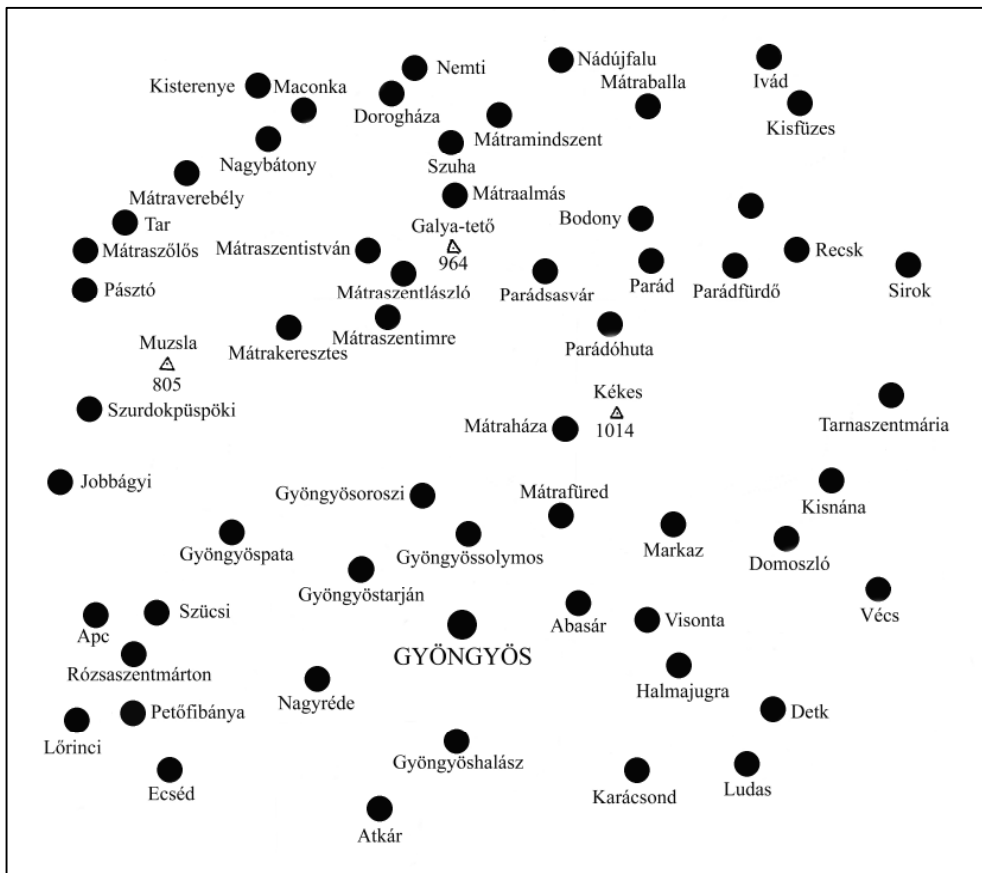 Nemti
Nádújfalu
Ivád
Kisterenye
Maconka
Mátraballa
Dorogháza
Kisfüzes
Mátramindszent
Nagybátony
Szuha
Mátraverebély
Mátraalmás
Tar
Galya-tető
Bodony
Mátraszőlős
Mátraszentistván
964
Recsk
Pásztó
Mátraszentlászló
Parádsasvár
Parád
Parádfürdő
Sirok
Muzsla
Mátrakeresztes
Mátraszentimre
Parádóhuta
805
Kékes
Szurdokpüspöki
Mátraháza
1014
Tarnaszentmária
Jobbágyi
Gyöngyösoroszi
Mátrafüred
Kisnána
Gyöngyöspata
Gyöngyössolymos
Markaz
Domoszló
Gyöngyöstarján
Szücsi
Abasár
Visonta
Vécs
Apc
GYÖNGYÖS
Rózsaszentmárton
Halmajugra
Nagyréde
Petőfibánya
Detk
Lőrinci
Gyöngyöshalász
Ecséd
Karácsond
Ludas
Atkár